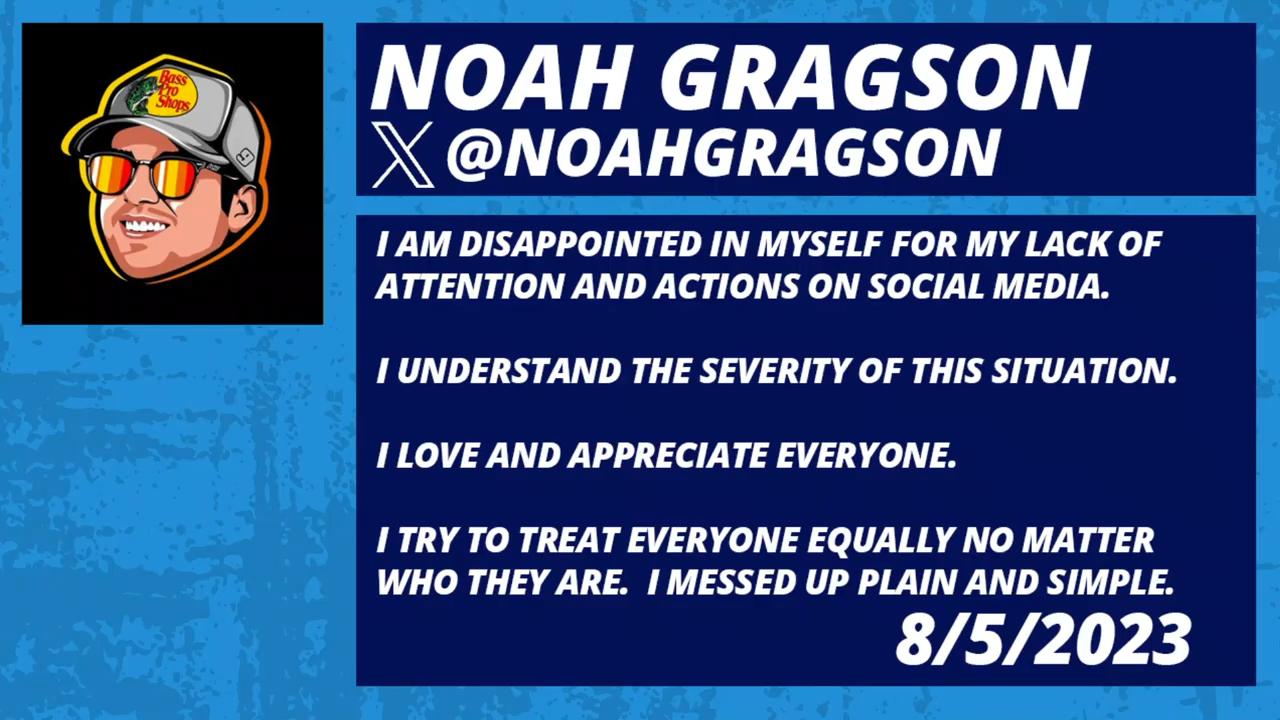 Bass
Pro
Shops
NOAH GRAGSON
X @NOAHGRAGSON
I AM DISAPPOINTED IN MYSELF FOR MY LACK OF
ATTENTION AND ACTIONS ON SOCIAL MEDIA.
I UNDERSTAND THE SEVERITY OF THIS SITUATION.
I LOVE AND APPRECIATE EVERYONE.
I TRY TO TREAT EVERYONE EQUALLY NO MATTER
WHO THEY ARE.  I MESSED UP PLAIN AND SIMPLE.
8/5/2023